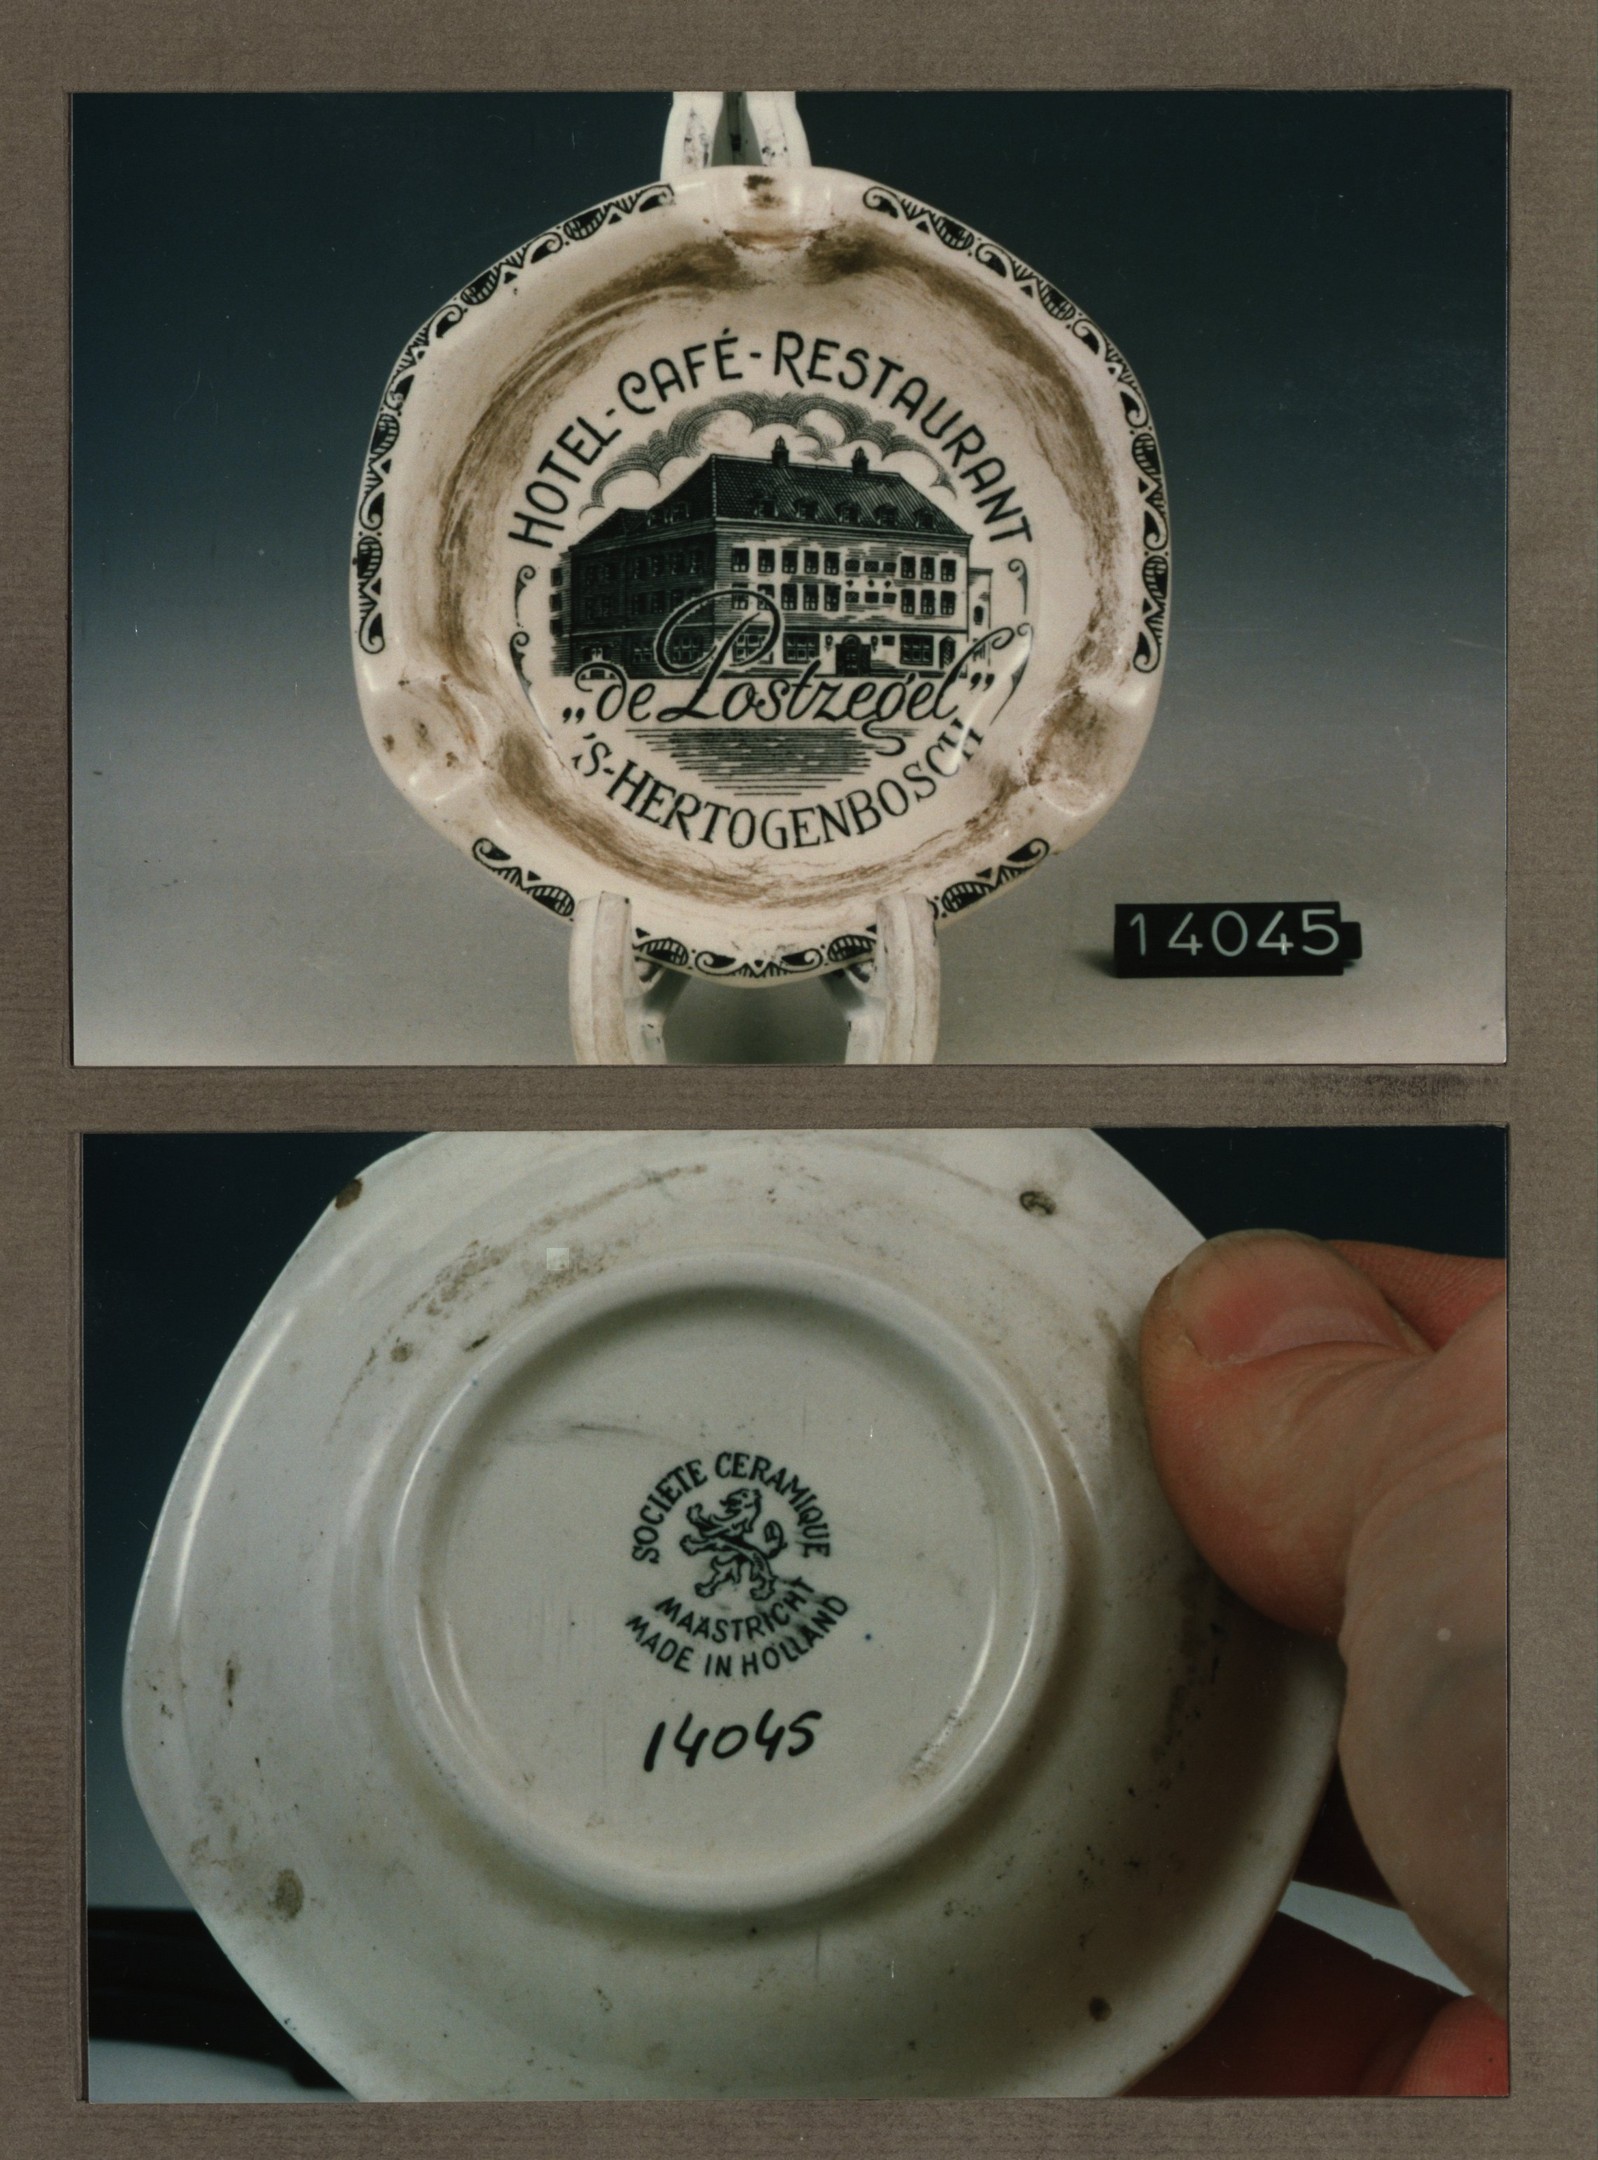 HOTEL-CAFÉ-RESTAURANT
„de Postzegel”
'S-HERTOGENBOSCH
14045
SOCIETE CERAMIQUE
MAASTRICHT
MADE IN HOLLAND
14045